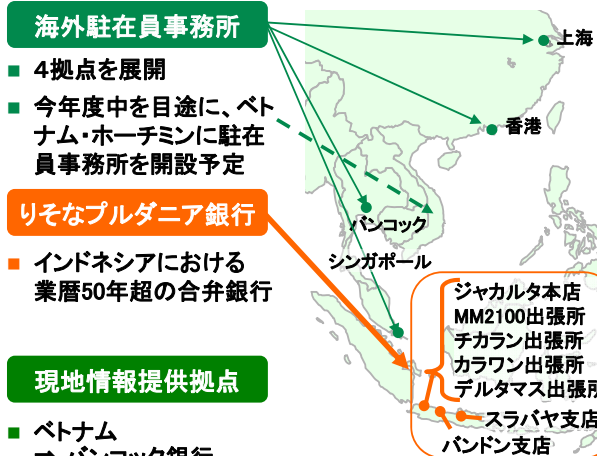 海外駐在員事務所
■ 4拠点を展開
■ 今年度中を目途に、ベト
ナム・ホーチミンに駐在
員事務所を開設予定
りそなプルダニア銀行
■ インドネシアにおける
業暦50年超の合弁銀行
現地情報提供拠点
■ ベトナム
上海
香港
バンコック
シンガポール
ジャカルタ本店
MM2100出張所
チカラン出張所
カラワン出張所
デルタマス出張所
スラバヤ支店
バンドン支店